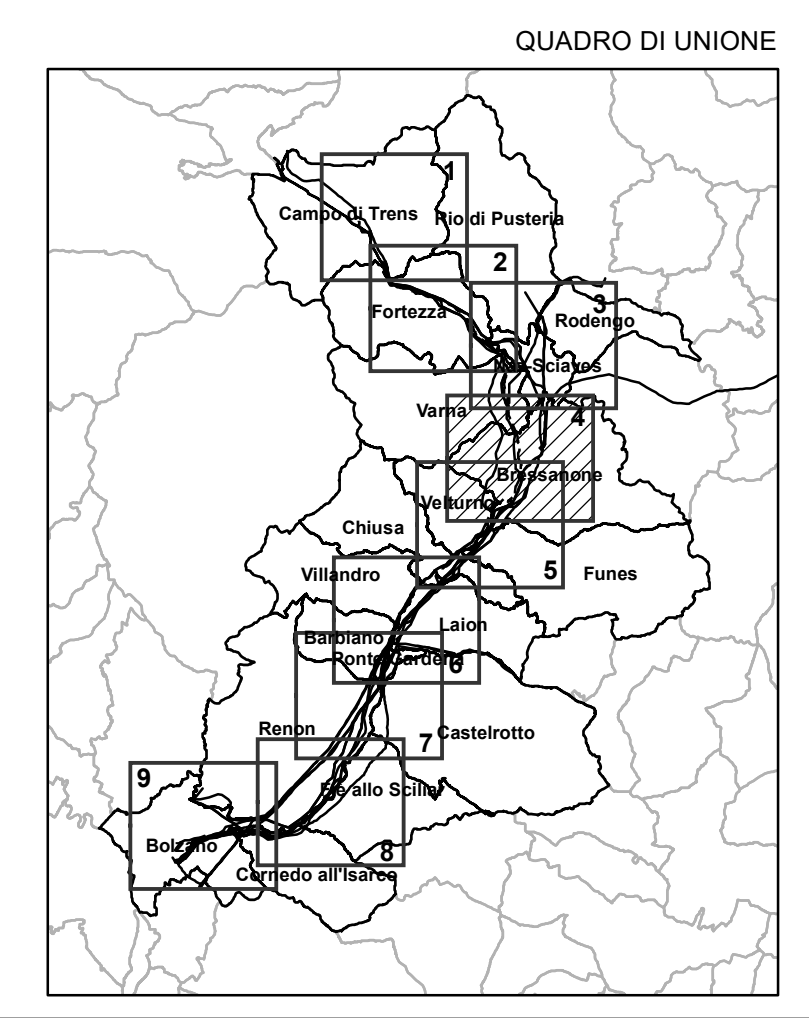 QUADRO DI UNIONE
1
Campo di Trens
Rio di Pusteria
2
3
Fortezza
Rodengo
Naz-Sciaves
Varna
4
Bressanone
Velturno
Chiusa
5
Villandro
Funes
Laion
Barbiano
Ponte Gardena
6
Renon
7
Castelrotto
9
Fiè allo Sciliar
Bolzano
8
Cornedo all'Isarco